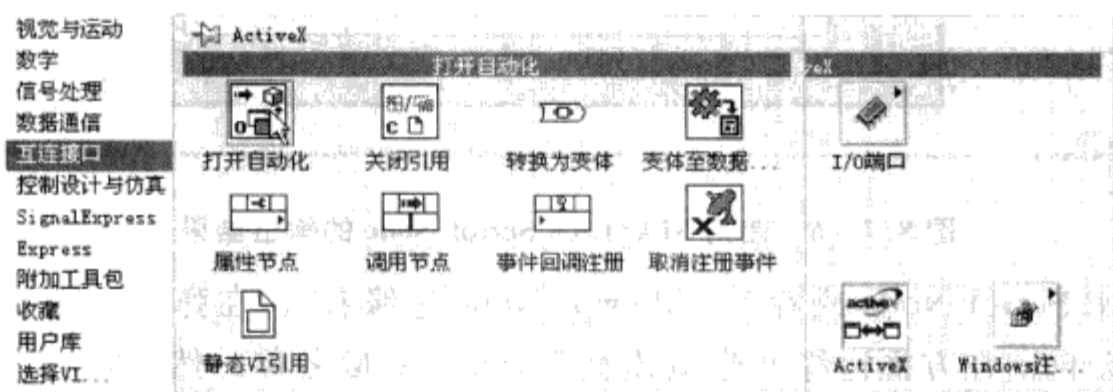 视觉与运动
数字
信号处理
数据通信
互连接口
控制设计与仿真
SignalExpress
Express
附加工具包
收藏
用户库
选择VI...
ActiveX
打开自动化
veX
打开自动化
关闭引用
转换为变体
变体至数据...
I/O端口
属性节点
调用节点
事件回调注册
取消注册事件
静态VI引用
ActiveX
Windows注...